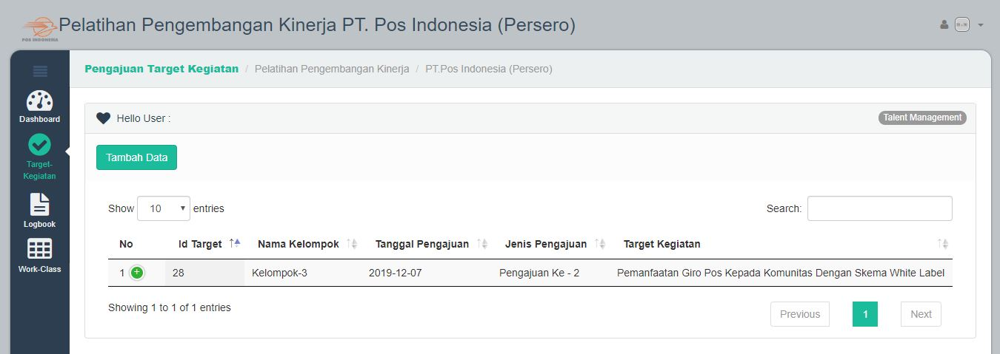 POS INDONESIA
Pelatihan Pengembangan Kinerja PT. Pos Indonesia (Persero)
Pengajuan Target Kegiatan / Pelatihan Pengembangan Kinerja / PT.Pos Indonesia (Persero)
Dashboard
Target-
Kegiatan
Logbook
Work-Class
Hello User :
Talent Management
Tambah Data
Show 10 entries
Search:
No Id Target Nama Kelompok Tanggal Pengajuan Jenis Pengajuan Target Kegiatan
1 28 Kelompok-3 2019-12-07 Pengajuan Ke - 2 Pemanfaatan Giro Pos Kepada Komunitas Dengan Skema White Label
Showing 1 to 1 of 1 entries
Previous 1 Next